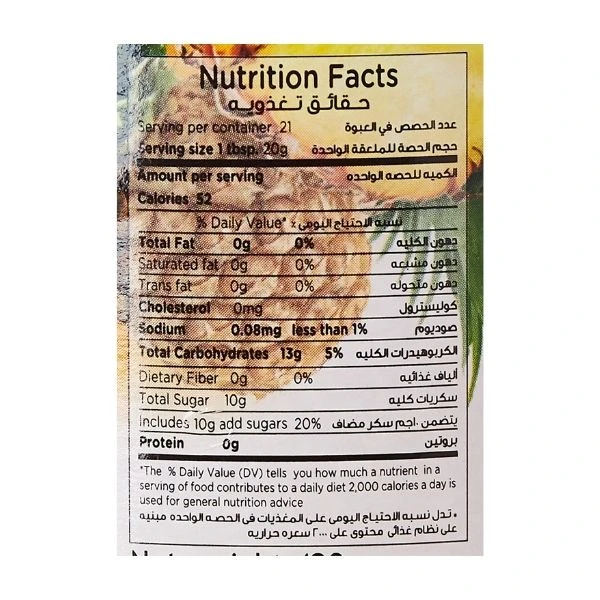 Nutrition Facts
حقائق تغذويه
Serving per container 21 عدد الحصص في العبوة
Serving size 1 tbsp. 20g حجم الحصة للملعقة الواحدة
Amount per serving الكميه للحصه الواحده
Calories 52
% Daily Value* نسبة الاحتياج اليومى %
Total Fat 0g 0% دهون الكليه
Saturated fat 0g 0% دهون مشبعه
Trans fat 0g 0% دهون متحوله
Cholesterol 0mg كوليسترول
Sodium 0.08mg less than 1% صوديوم
Total Carbohydrates 13g 5% الكربوهيدرات الكليه
Dietary Fiber 0g 0% ألياف غذائيه
Total Sugar 10g سكريات كليه
Includes 10g add sugars 20% يتضمن ١٠جم سكر مضاف
Protein 0g بروتين
*The % Daily Value (DV) tells you how much a nutrient in a
serving of food contributes to a daily diet 2,000 calories a day is
used for general nutrition advice
* تدل نسبه الاحتياج اليومى على المغذيات فى الحصه الواحده مبنيه
على نظام غذائى محتوى على ٢٠٠٠ سعره حراريه